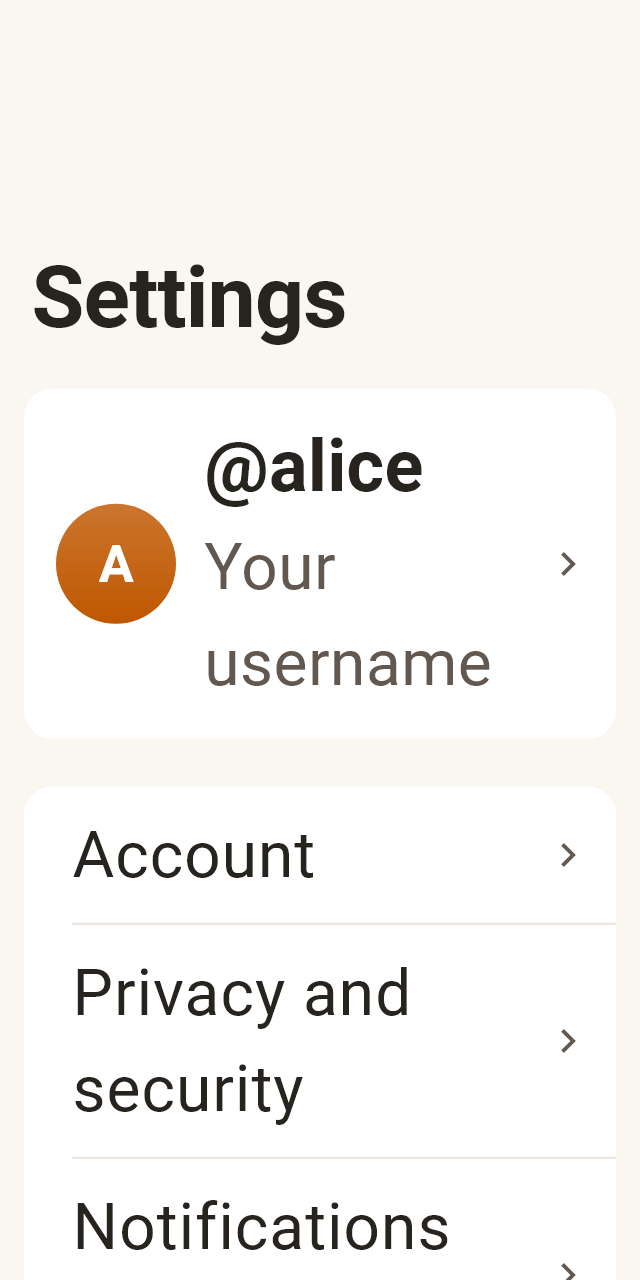 Settings
@alice
A
Your
username
Account
Privacy and
security
Notifications